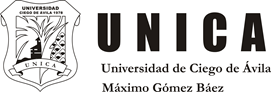 UNIVERSIDAD
CIEGO DE ÁVILA 1978
UNICA
UNICA
Universidad de Ciego de Ávila
Máximo Gómez Báez